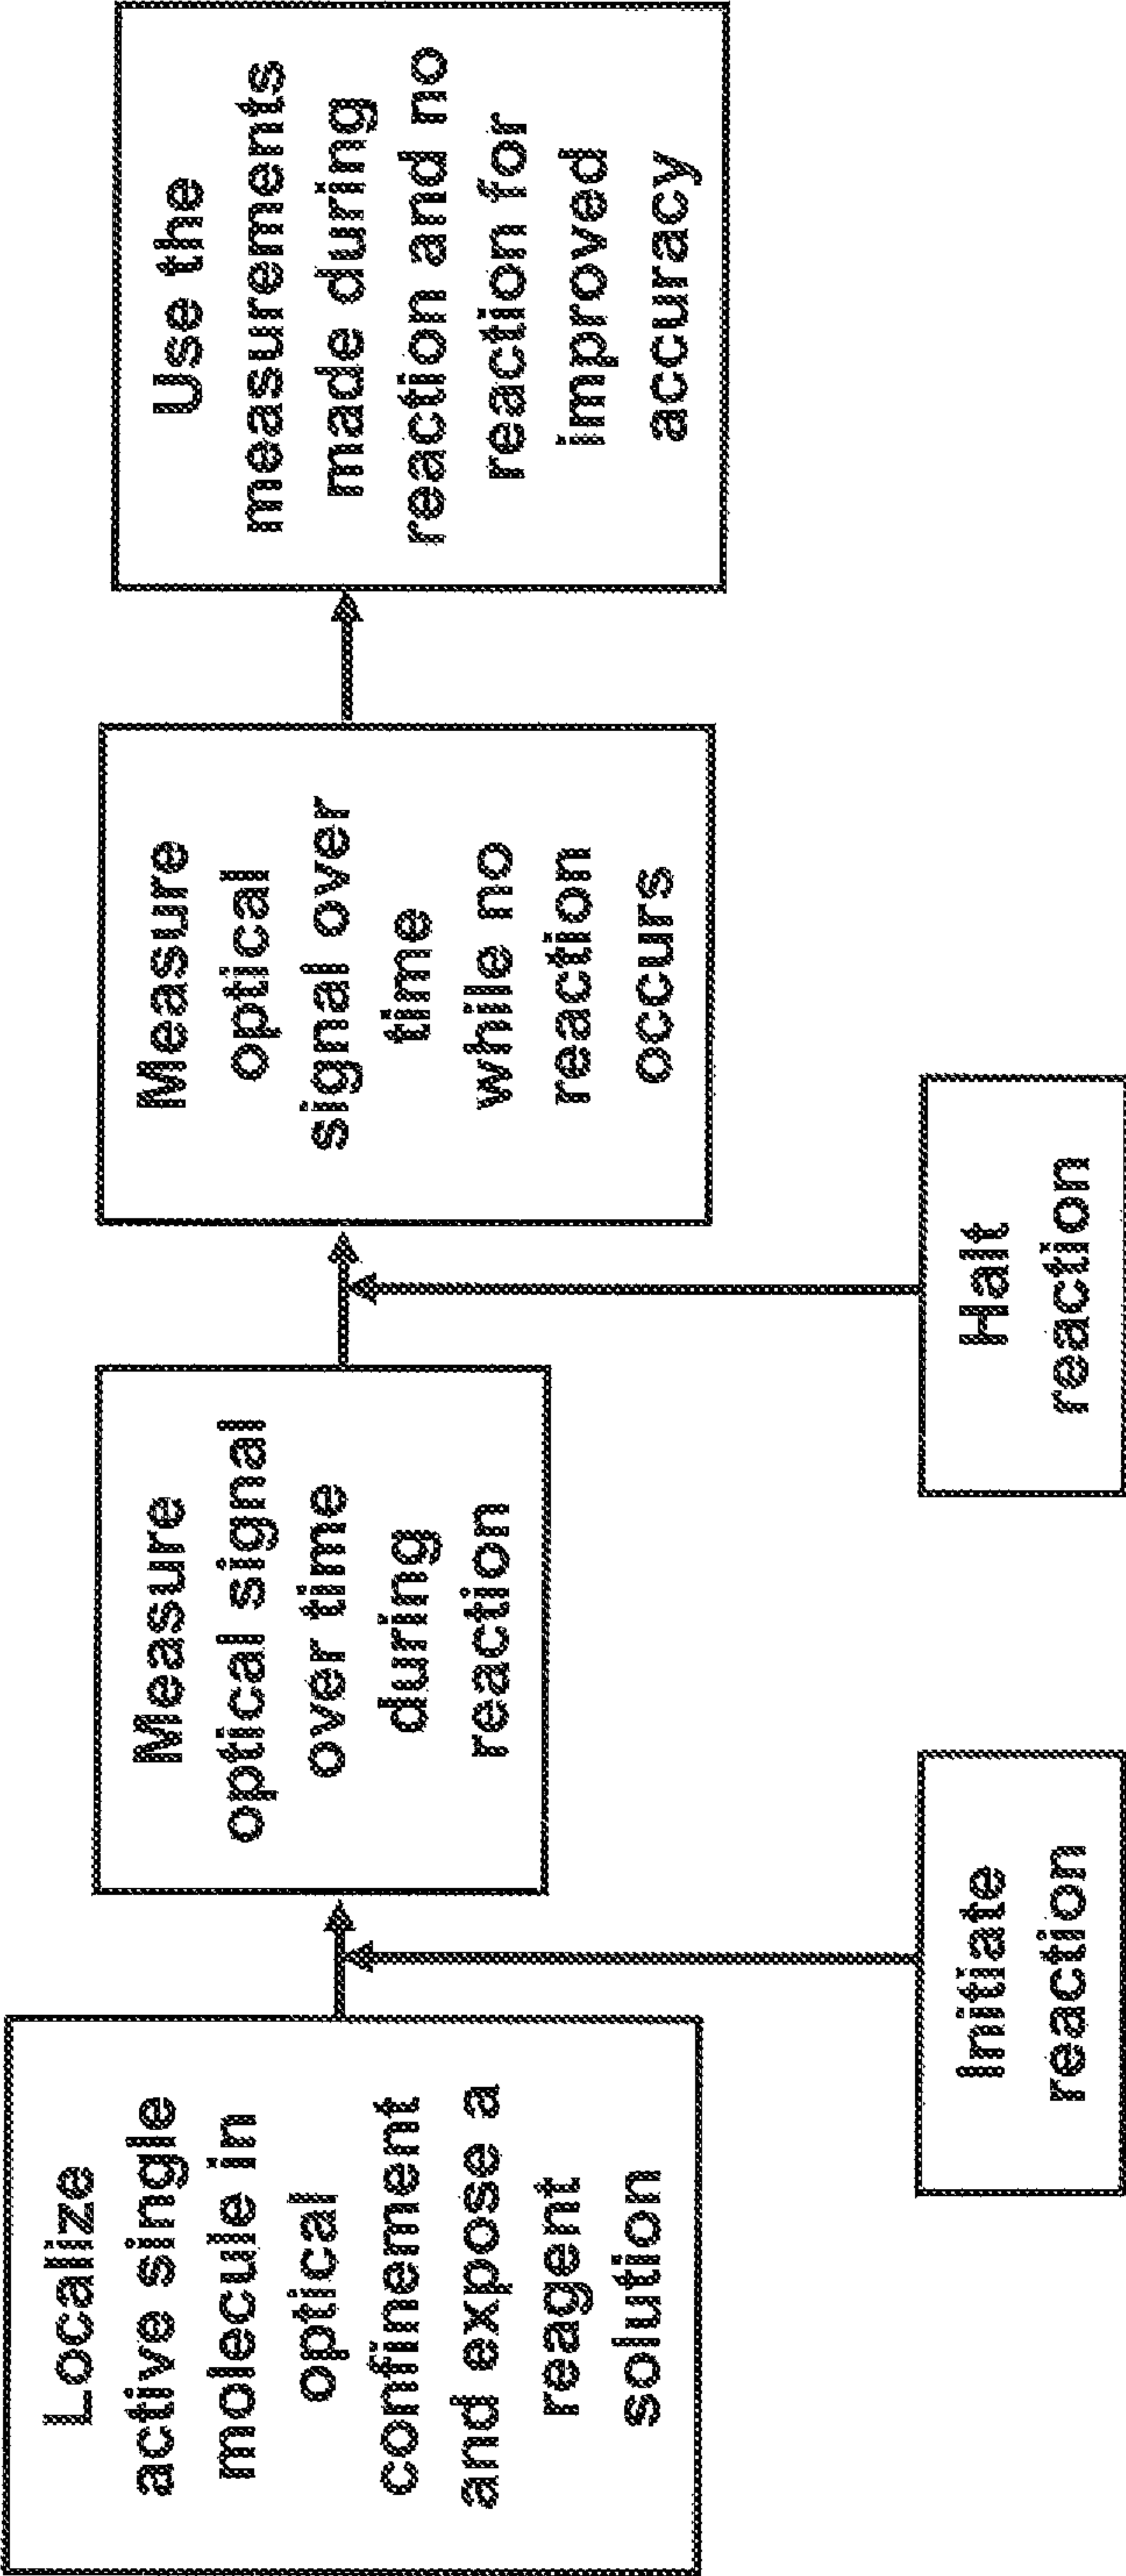 Localize
active single
molecule in
optical
confinement
and expose a
reagent
solution
Initiate
reaction
Measure
optical signal
over time
during
reaction
Halt
reaction
Measure
optical
signal over
time
while no
reaction
occurs
Use the
measurements
made during
reaction and no
reaction for
improved
accuracy